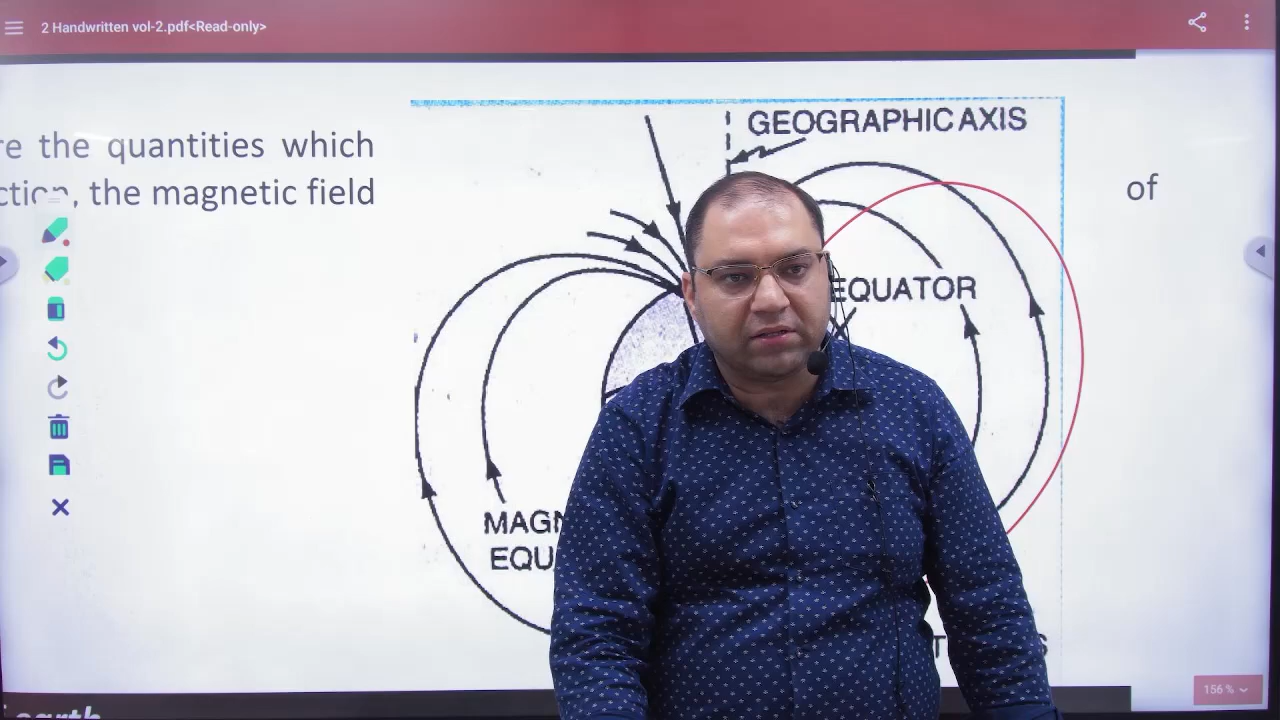 2 Handwritten vol-2.pdf<Read-only>
GEOGRAPHIC AXIS
re the quantities which
ction, the magnetic field
of
EQUATOR
MAGN
EQU
156 %
earth